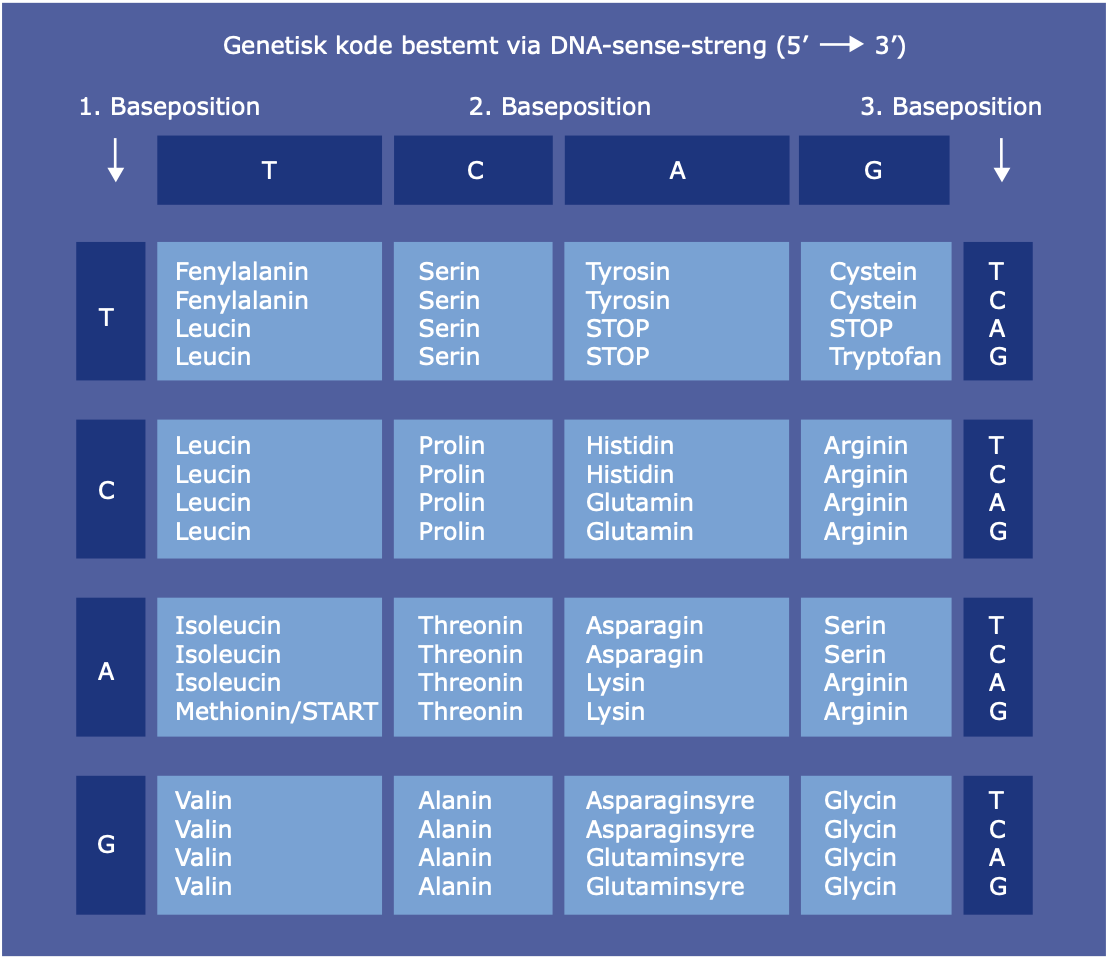 Genetisk kode bestemt via DNA-sense-streng (5′ → 3′)
1. Baseposition 2. Baseposition 3. Baseposition
T C A G
Fenylalanin Serin Tyrosin Cystein T
Fenylalanin Serin Tyrosin Cystein C
T
Leucin Serin STOP STOP A
Leucin Serin STOP Tryptofan G
Leucin Prolin Histidin Arginin T
Leucin Prolin Histidin Arginin C
C
Leucin Prolin Glutamin Arginin A
Leucin Prolin Glutamin Arginin G
Isoleucin Threonin Asparagin Serin T
Isoleucin Threonin Asparagin Serin C
A
Isoleucin Threonin Lysin Arginin A
Methionin/START Threonin Lysin Arginin G
Valin Alanin Asparaginsyre Glycin T
Valin Alanin Asparaginsyre Glycin C
G
Valin Alanin Glutaminsyre Glycin A
Valin Alanin Glutaminsyre Glycin G